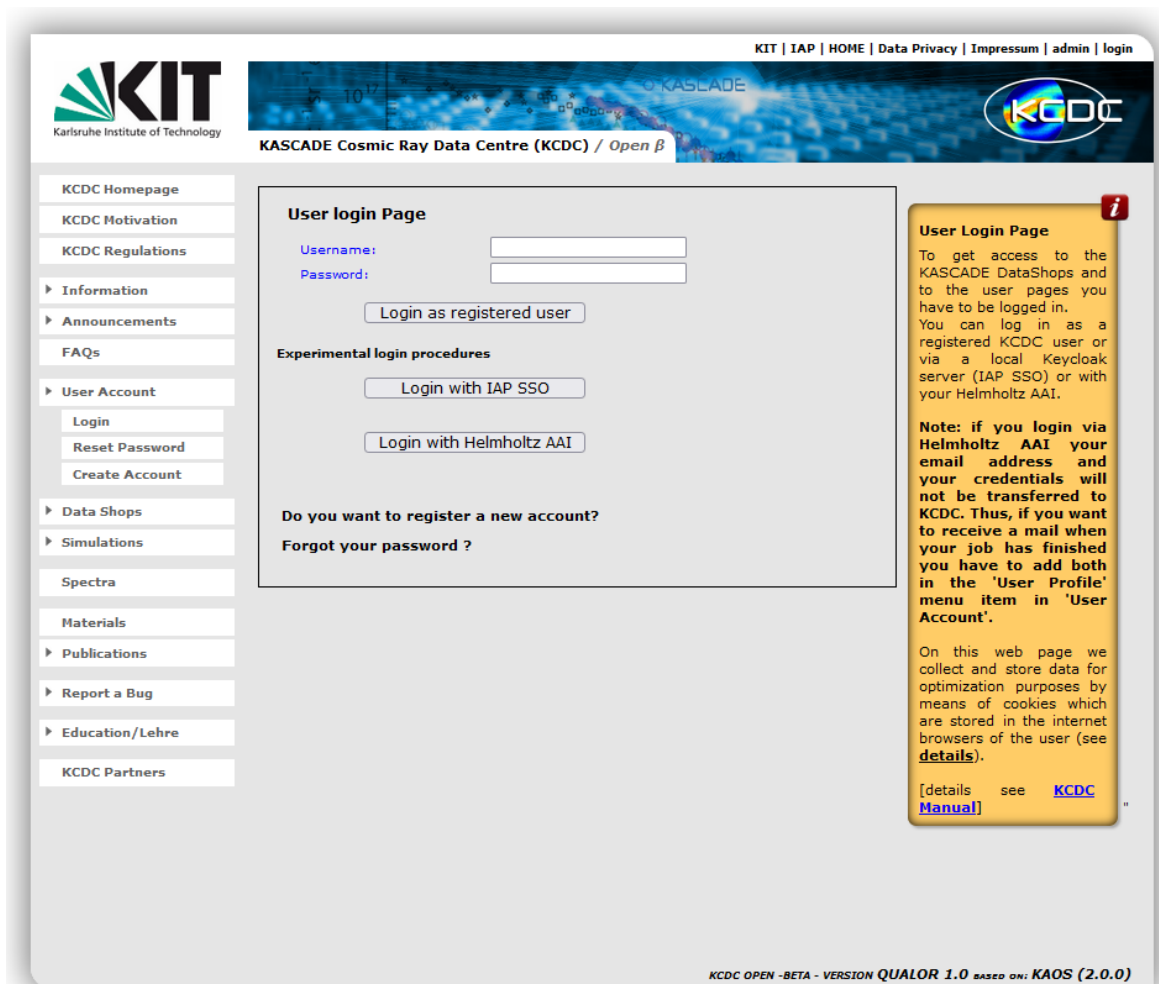 KIT | IAP | HOME | Data Privacy | Impressum | admin | login
KIT
Karlsruhe Institute of Technology
10¹⁷
KASCADE
KCDC
KASCADE Cosmic Ray Data Centre (KCDC) / Open β
KCDC Homepage
KCDC Motivation
KCDC Regulations
Information
Announcements
FAQs
User Account
Login
Reset Password
Create Account
Data Shops
Simulations
Spectra
Materials
Publications
Report a Bug
Education/Lehre
KCDC Partners
User login Page
Username:
Password:
Login as registered user
Experimental login procedures
Login with IAP SSO
Login with Helmholtz AAI
Do you want to register a new account?
Forgot your password ?
i
User Login Page
To get access to the
KASCADE DataShops and
to the user pages you
have to be logged in.
You can log in as a
registered KCDC user or
via a local Keycloak
server (IAP SSO) or with
your Helmholtz AAI.
Note: if you login via
Helmholtz AAI your
email address and
your credentials will
not be transferred to
KCDC. Thus, if you want
to receive a mail when
your job has finished
you have to add both
in the 'User Profile'
menu item in 'User
Account'.
On this web page we
collect and store data for
optimization purposes by
means of cookies which
are stored in the internet
browsers of the user (see
details).
[details see KCDC
Manual] "
KCDC OPEN -BETA - VERSION QUALOR 1.0 BASED ON: KAOS (2.0.0)